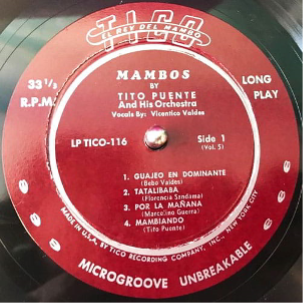 TICO
EL REY DEL MAMBO
33 1/3 R.P.M.
LONG PLAY
MAMBOS
BY
TITO PUENTE
And His Orchestra
Vocals By: Vicentico Valdes
LP TICO-116
Side 1
(Vol. 5)
1. GUAJEO EN DOMINANTE
(Bebo Valdes)
2. TATALIBABA
(Florencio Santana)
3. POR LA MAÑANA
(Marcelino Guerra)
4. MAMBIANDO
(Tito Puente)
MADE IN U.S.A. BY TICO RECORDING COMPANY, INC., NEW YORK CITY
MICROGROOVE UNBREAKABLE